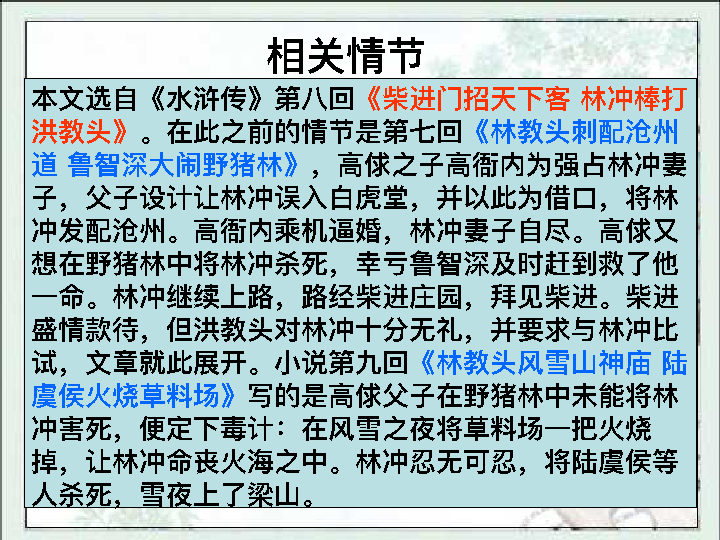 相关情节
本文选自《水浒传》第八回《柴进门招天下客 林冲棒打
洪教头》。在此之前的情节是第七回《林教头刺配沧州
道 鲁智深大闹野猪林》，高俅之子高衙内为强占林冲妻
子，父子设计让林冲误入白虎堂，并以此为借口，将林
冲发配沧州。高衙内乘机逼婚，林冲妻子自尽。高俅又
想在野猪林中将林冲杀死，幸亏鲁智深及时赶到救了他
一命。林冲继续上路，路经柴进庄园，拜见柴进。柴进
盛情款待，但洪教头对林冲十分无礼，并要求与林冲比
试，文章就此展开。小说第九回《林教头风雪山神庙 陆
虞侯火烧草料场》写的是高俅父子在野猪林中未能将林
冲害死，便定下毒计：在风雪之夜将草料场一把火烧
掉，让林冲命丧火海之中。林冲忍无可忍，将陆虞侯等
人杀死，雪夜上了梁山。